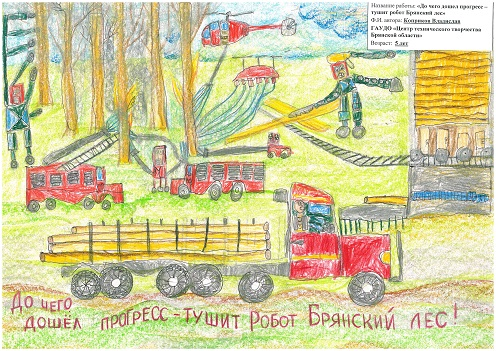 Название работы: «До чего дошел прогресс –
тушит робот Брянский лес»
Ф.И. автора: Коприков Владислав
ГАУДО «Центр технического творчества
Брянской области»
Возраст: 5 лет
До чего
дошёл прогресс – тушит робот Брянский лес!